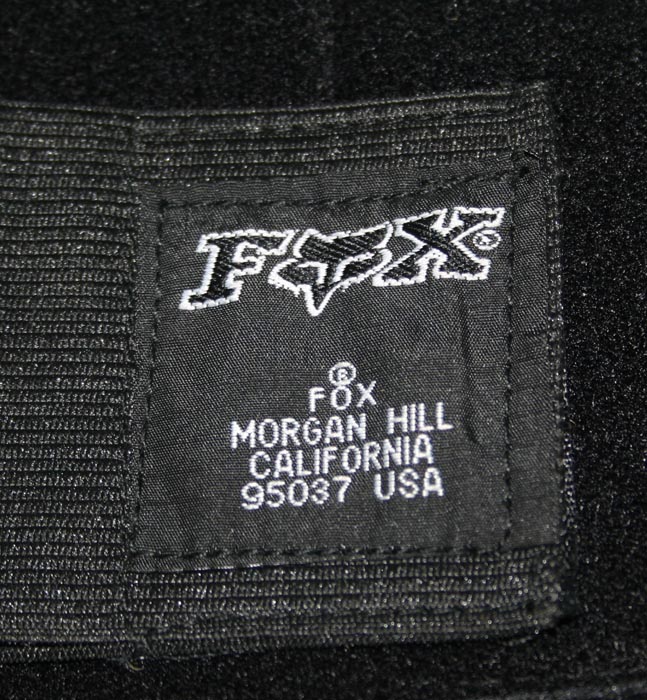 FOX®
®
FOX
MORGAN HILL
CALIFORNIA
95037 USA